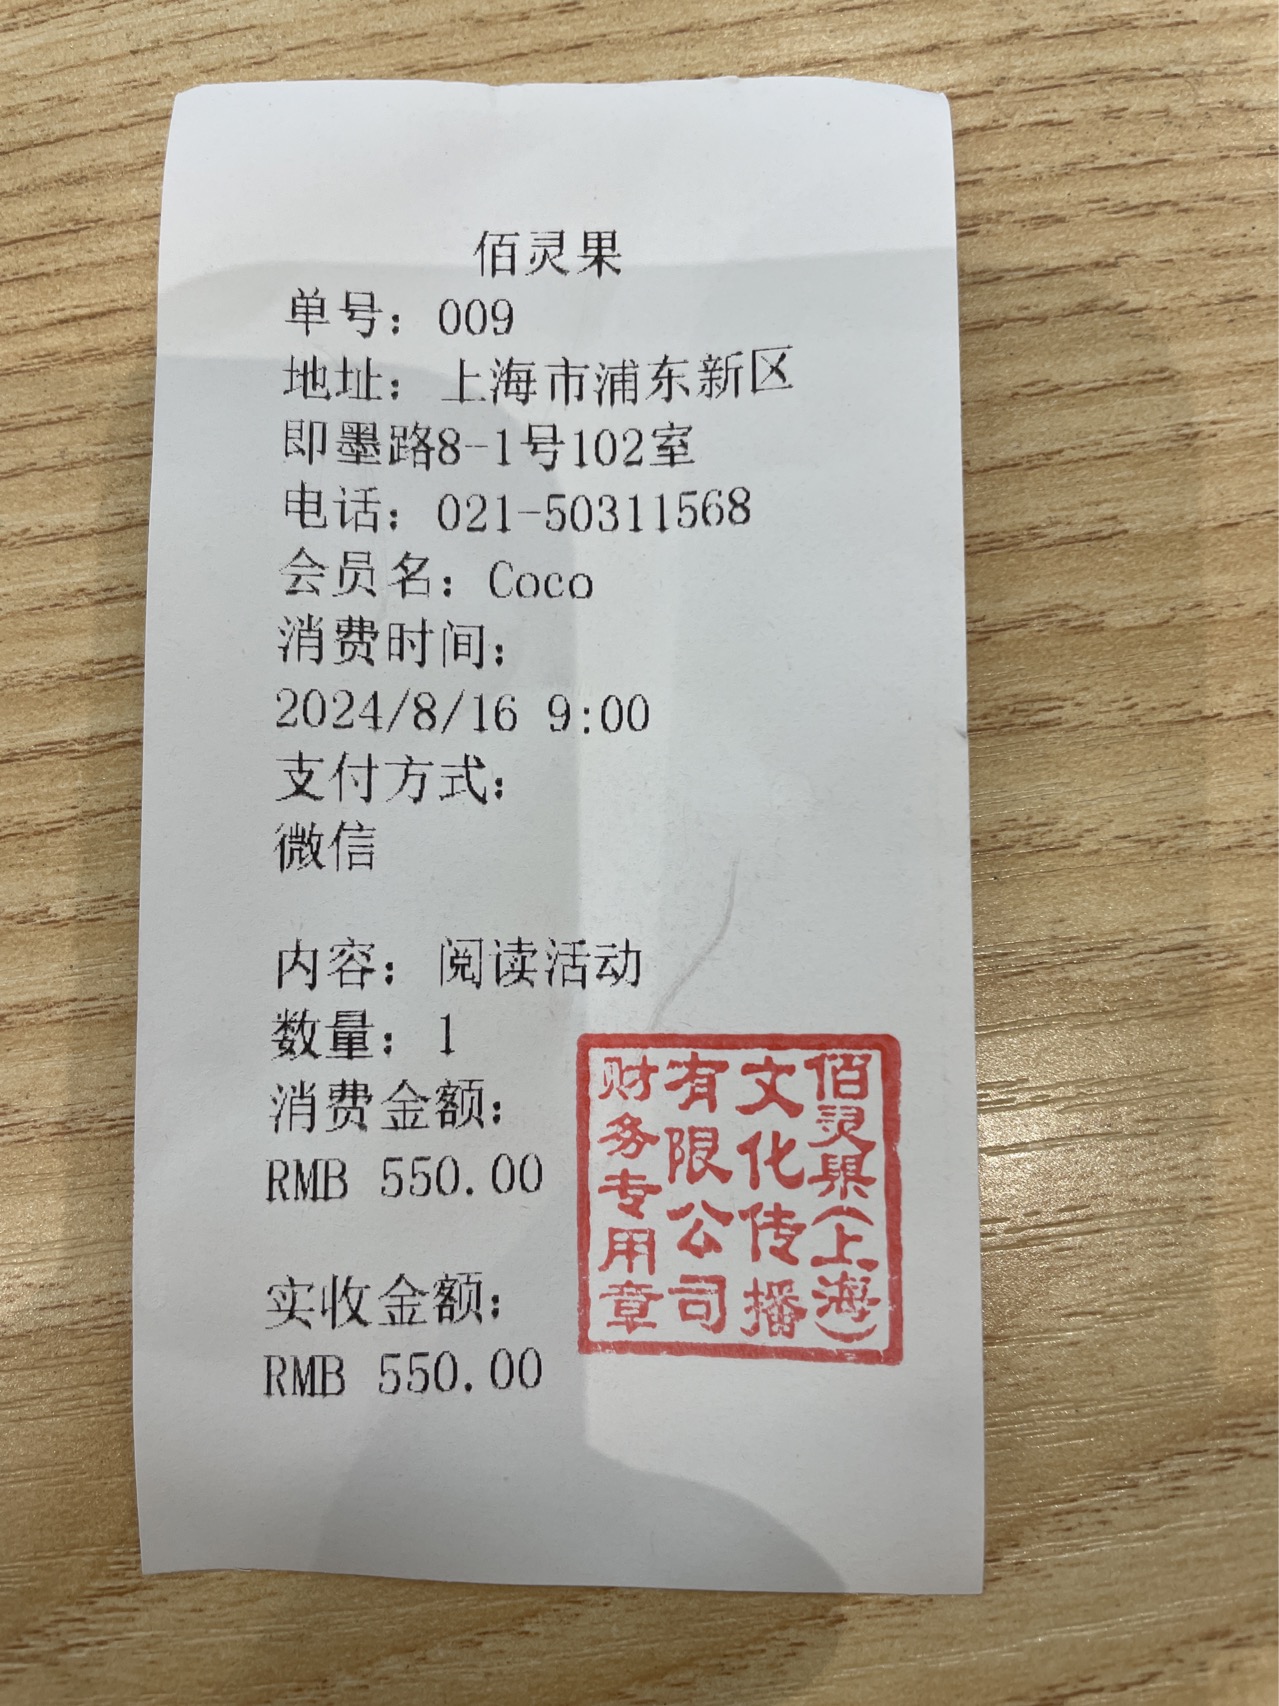 佰灵果
单号：009
地址：上海市浦东新区
即墨路8-1号102室
电话：021-50311568
会员名：Coco
消费时间：
2024/8/16 9:00
支付方式：
微信
内容：阅读活动
数量：1
消费金额：
RMB 550.00
实收金额：
RMB 550.00
佰灵果(上海)
文化传播
有限公司
财务专用章